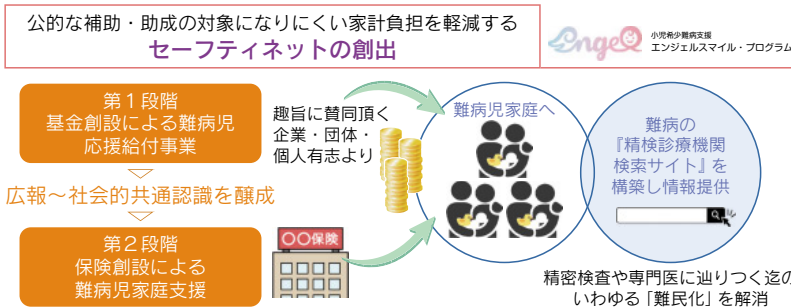 公的な補助・助成の対象になりにくい家計負担を軽減する
セーフティネットの創出
Angel
小児希少難病支援
エンジェルスマイル・プログラム
第1段階
基金創設による難病児
応援給付事業
広報~社会的共通認識を醸成
第2段階
保険創設による
難病児家庭支援
趣旨に賛同頂く
企業・団体・
個人有志より
〇〇保険
難病児家庭へ
難病の
『精検診療機関
検索サイト』を
構築し情報提供
精密検査や専門医に辿りつく迄の
いわゆる「難民化」を解消